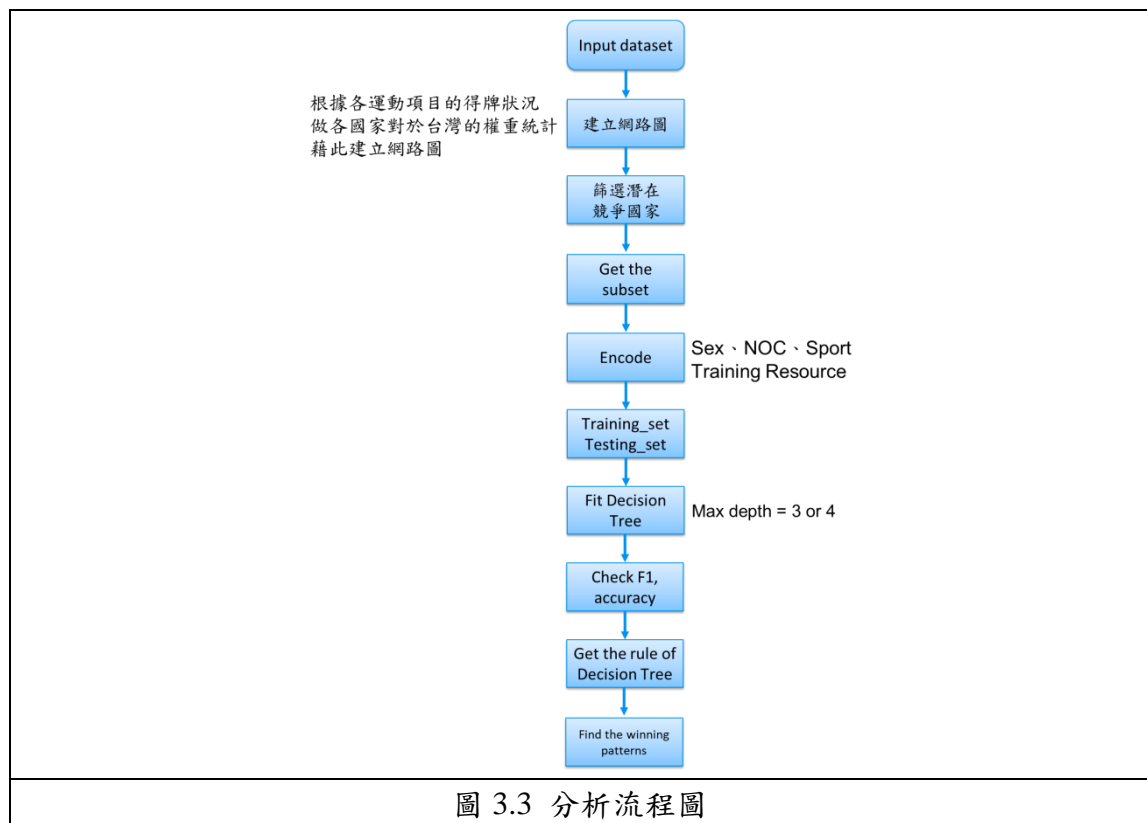 Input dataset
根據各運動項目的得牌狀況
做各國家對於台灣的權重統計
藉此建立網路圖
建立網路圖
篩選潛在
競爭國家
Get the
subset
Encode
Sex、NOC、Sport
Training Resource
Training_set
Testing_set
Fit Decision
Tree
Max depth = 3 or 4
Check F1,
accuracy
Get the rule of
Decision Tree
Find the winning
patterns
圖 3.3 分析流程圖